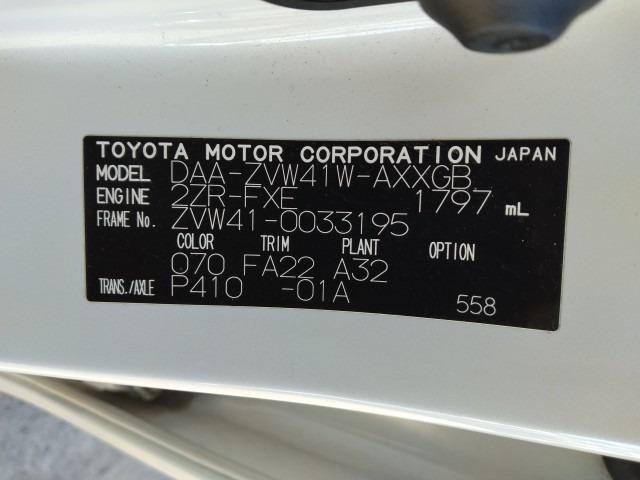 TOYOTA MOTOR CORPORATION JAPAN
MODEL DAA-ZVW41W-AXXGB
ENGINE 2ZR-FXE 1797 mL
FRAME No. ZVW41-0033195
COLOR TRIM PLANT OPTION
070 FA22 A32
TRANS./AXLE P410 -01A 558